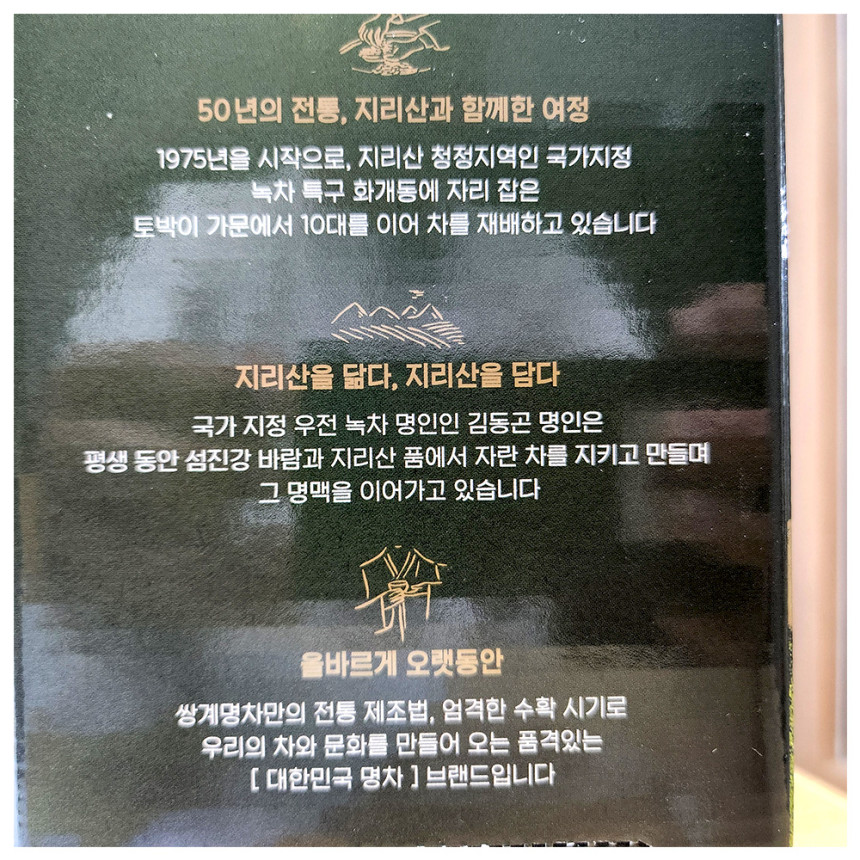 50년의 전통, 지리산과 함께한 여정
1975년을 시작으로, 지리산 청정지역인 국가지정
녹차 특구 화개동에 자리 잡은
토박이 가문에서 10대를 이어 차를 재배하고 있습니다
지리산을 닮다, 지리산을 담다
국가 지정 우전 녹차 명인인 김동곤 명인은
평생 동안 섬진강 바람과 지리산 품에서 자란 차를 지키고 만들며
그 명맥을 이어가고 있습니다
올바르게 오랫동안
쌍계명차만의 전통 제조법, 엄격한 수확 시기로
우리의 차와 문화를 만들어 오는 품격있는
[ 대한민국 명차 ] 브랜드입니다